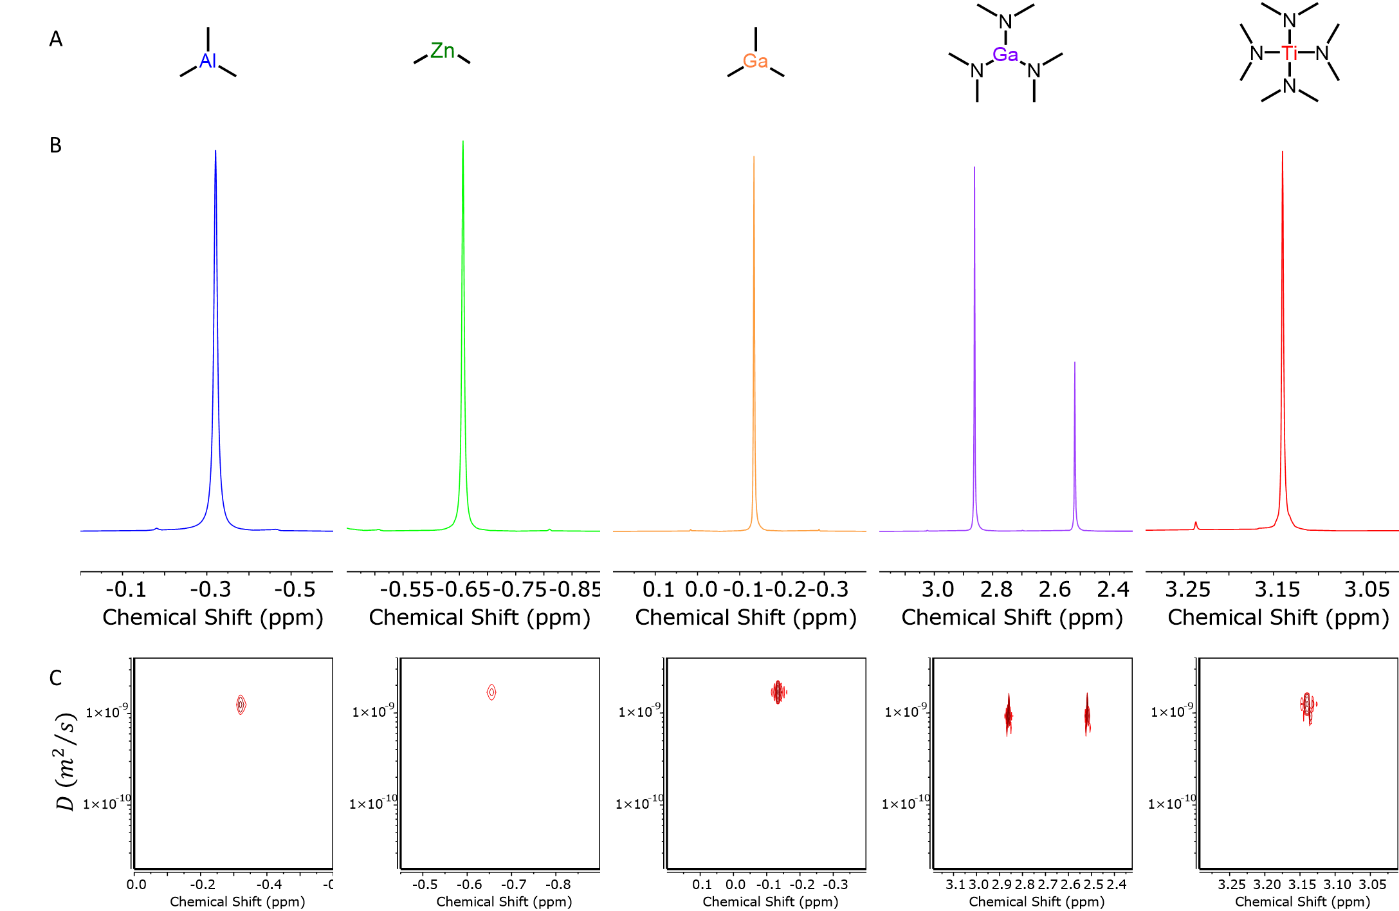 A
Al
Zn
Ga
N
Ga
N
N
N
N
Ti
N
N
B
-0.1 -0.3 -0.5
Chemical Shift (ppm)
-0.55 -0.65 -0.75 -0.85
Chemical Shift (ppm)
0.1 0.0 -0.1 -0.2 -0.3
Chemical Shift (ppm)
3.0 2.8 2.6 2.4
Chemical Shift (ppm)
3.25 3.15 3.05
Chemical Shift (ppm)
C
D (m²/s)
1×10⁻⁹
1×10⁻¹⁰
0.0 -0.2 -0.4 -0
Chemical Shift (ppm)
1×10⁻⁹
1×10⁻¹⁰
-0.5 -0.6 -0.7 -0.8
Chemical Shift (ppm)
1×10⁻⁹
1×10⁻¹⁰
0.1 0.0 -0.1 -0.2 -0.3
Chemical Shift (ppm)
1×10⁻⁹
1×10⁻¹⁰
3.1 3.0 2.9 2.8 2.7 2.6 2.5 2.4
Chemical Shift (ppm)
1×10⁻⁹
1×10⁻¹⁰
3.25 3.20 3.15 3.10 3.05
Chemical Shift (ppm)